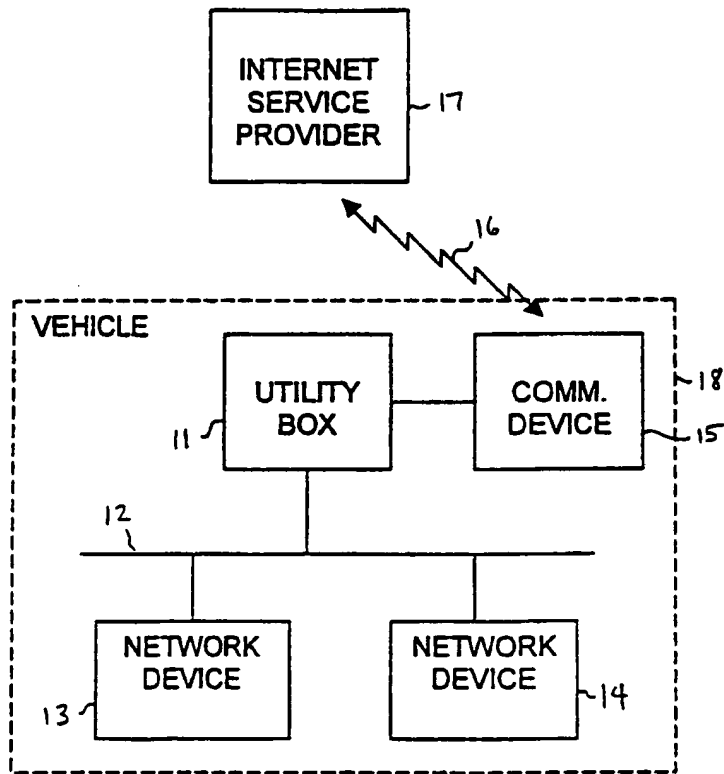 INTERNET
SERVICE
PROVIDER
17
16
VEHICLE
UTILITY
BOX
11
COMM.
DEVICE
15
18
12
NETWORK
DEVICE
13
NETWORK
DEVICE
14